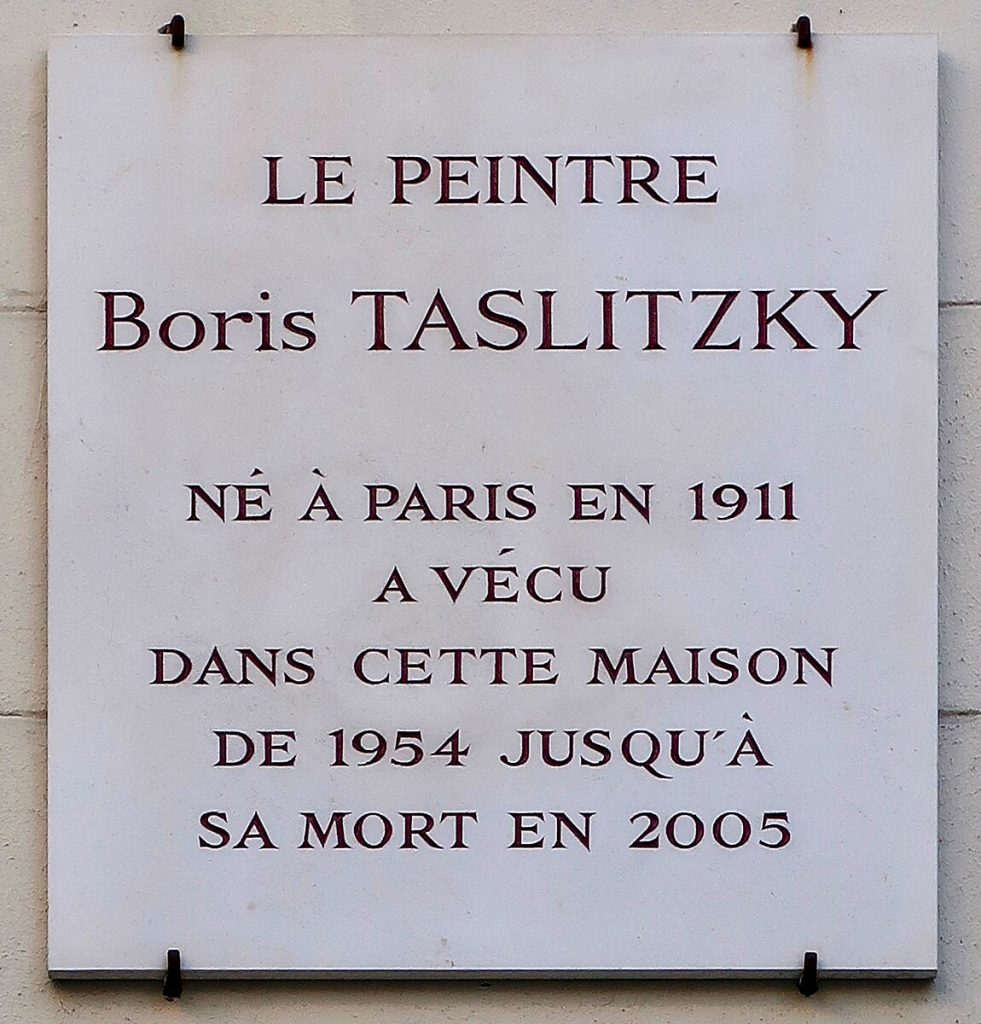 LE PEINTRE
Boris TASLITZKY
NÉ À PARIS EN 1911
A VÉCU
DANS CETTE MAISON
DE 1954 JUSQU'À
SA MORT EN 2005